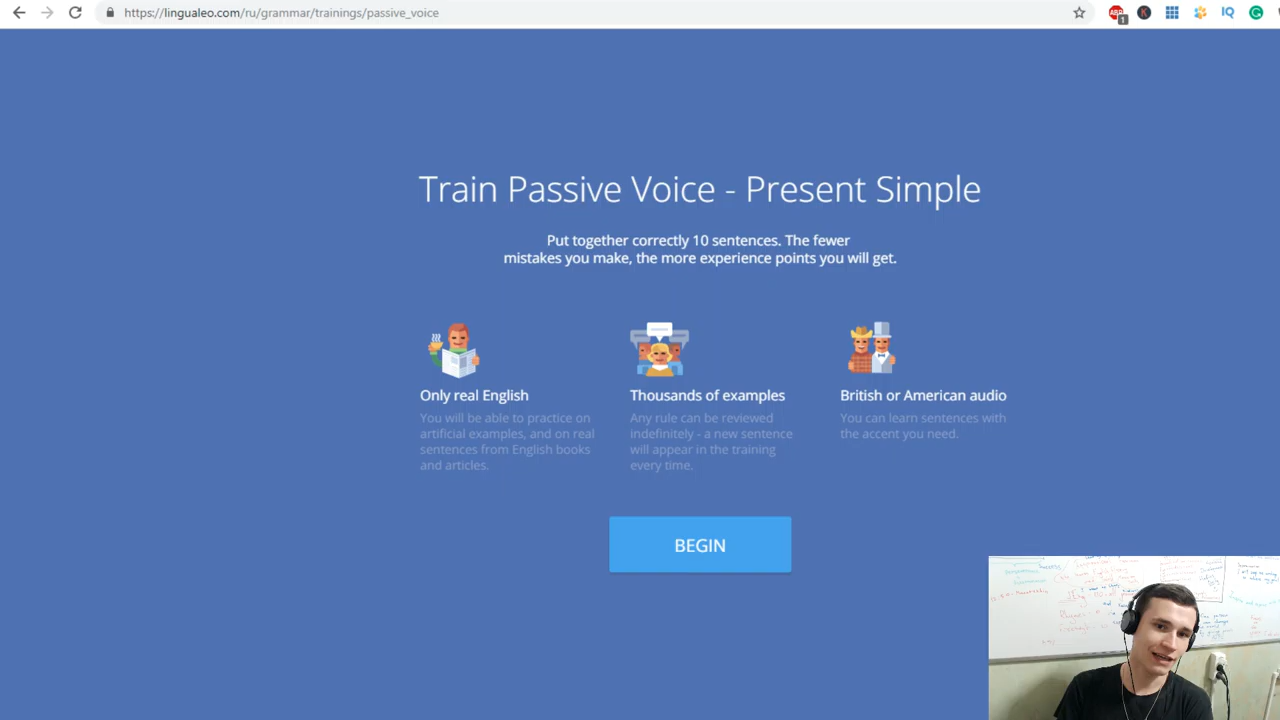 https://lingualeo.com/ru/grammar/trainings/passive_voice
ABP
1
K
IQ
G
Train Passive Voice - Present Simple
Put together correctly 10 sentences. The fewer
mistakes you make, the more experience points you will get.
Only real English
You will be able to practice on
artificial examples, and on real
sentences from English books
and articles.
Thousands of examples
Any rule can be reviewed
indefinitely - a new sentence
will appear in the training
every time.
British or American audio
You can learn sentences with
the accent you need.
BEGIN
Success